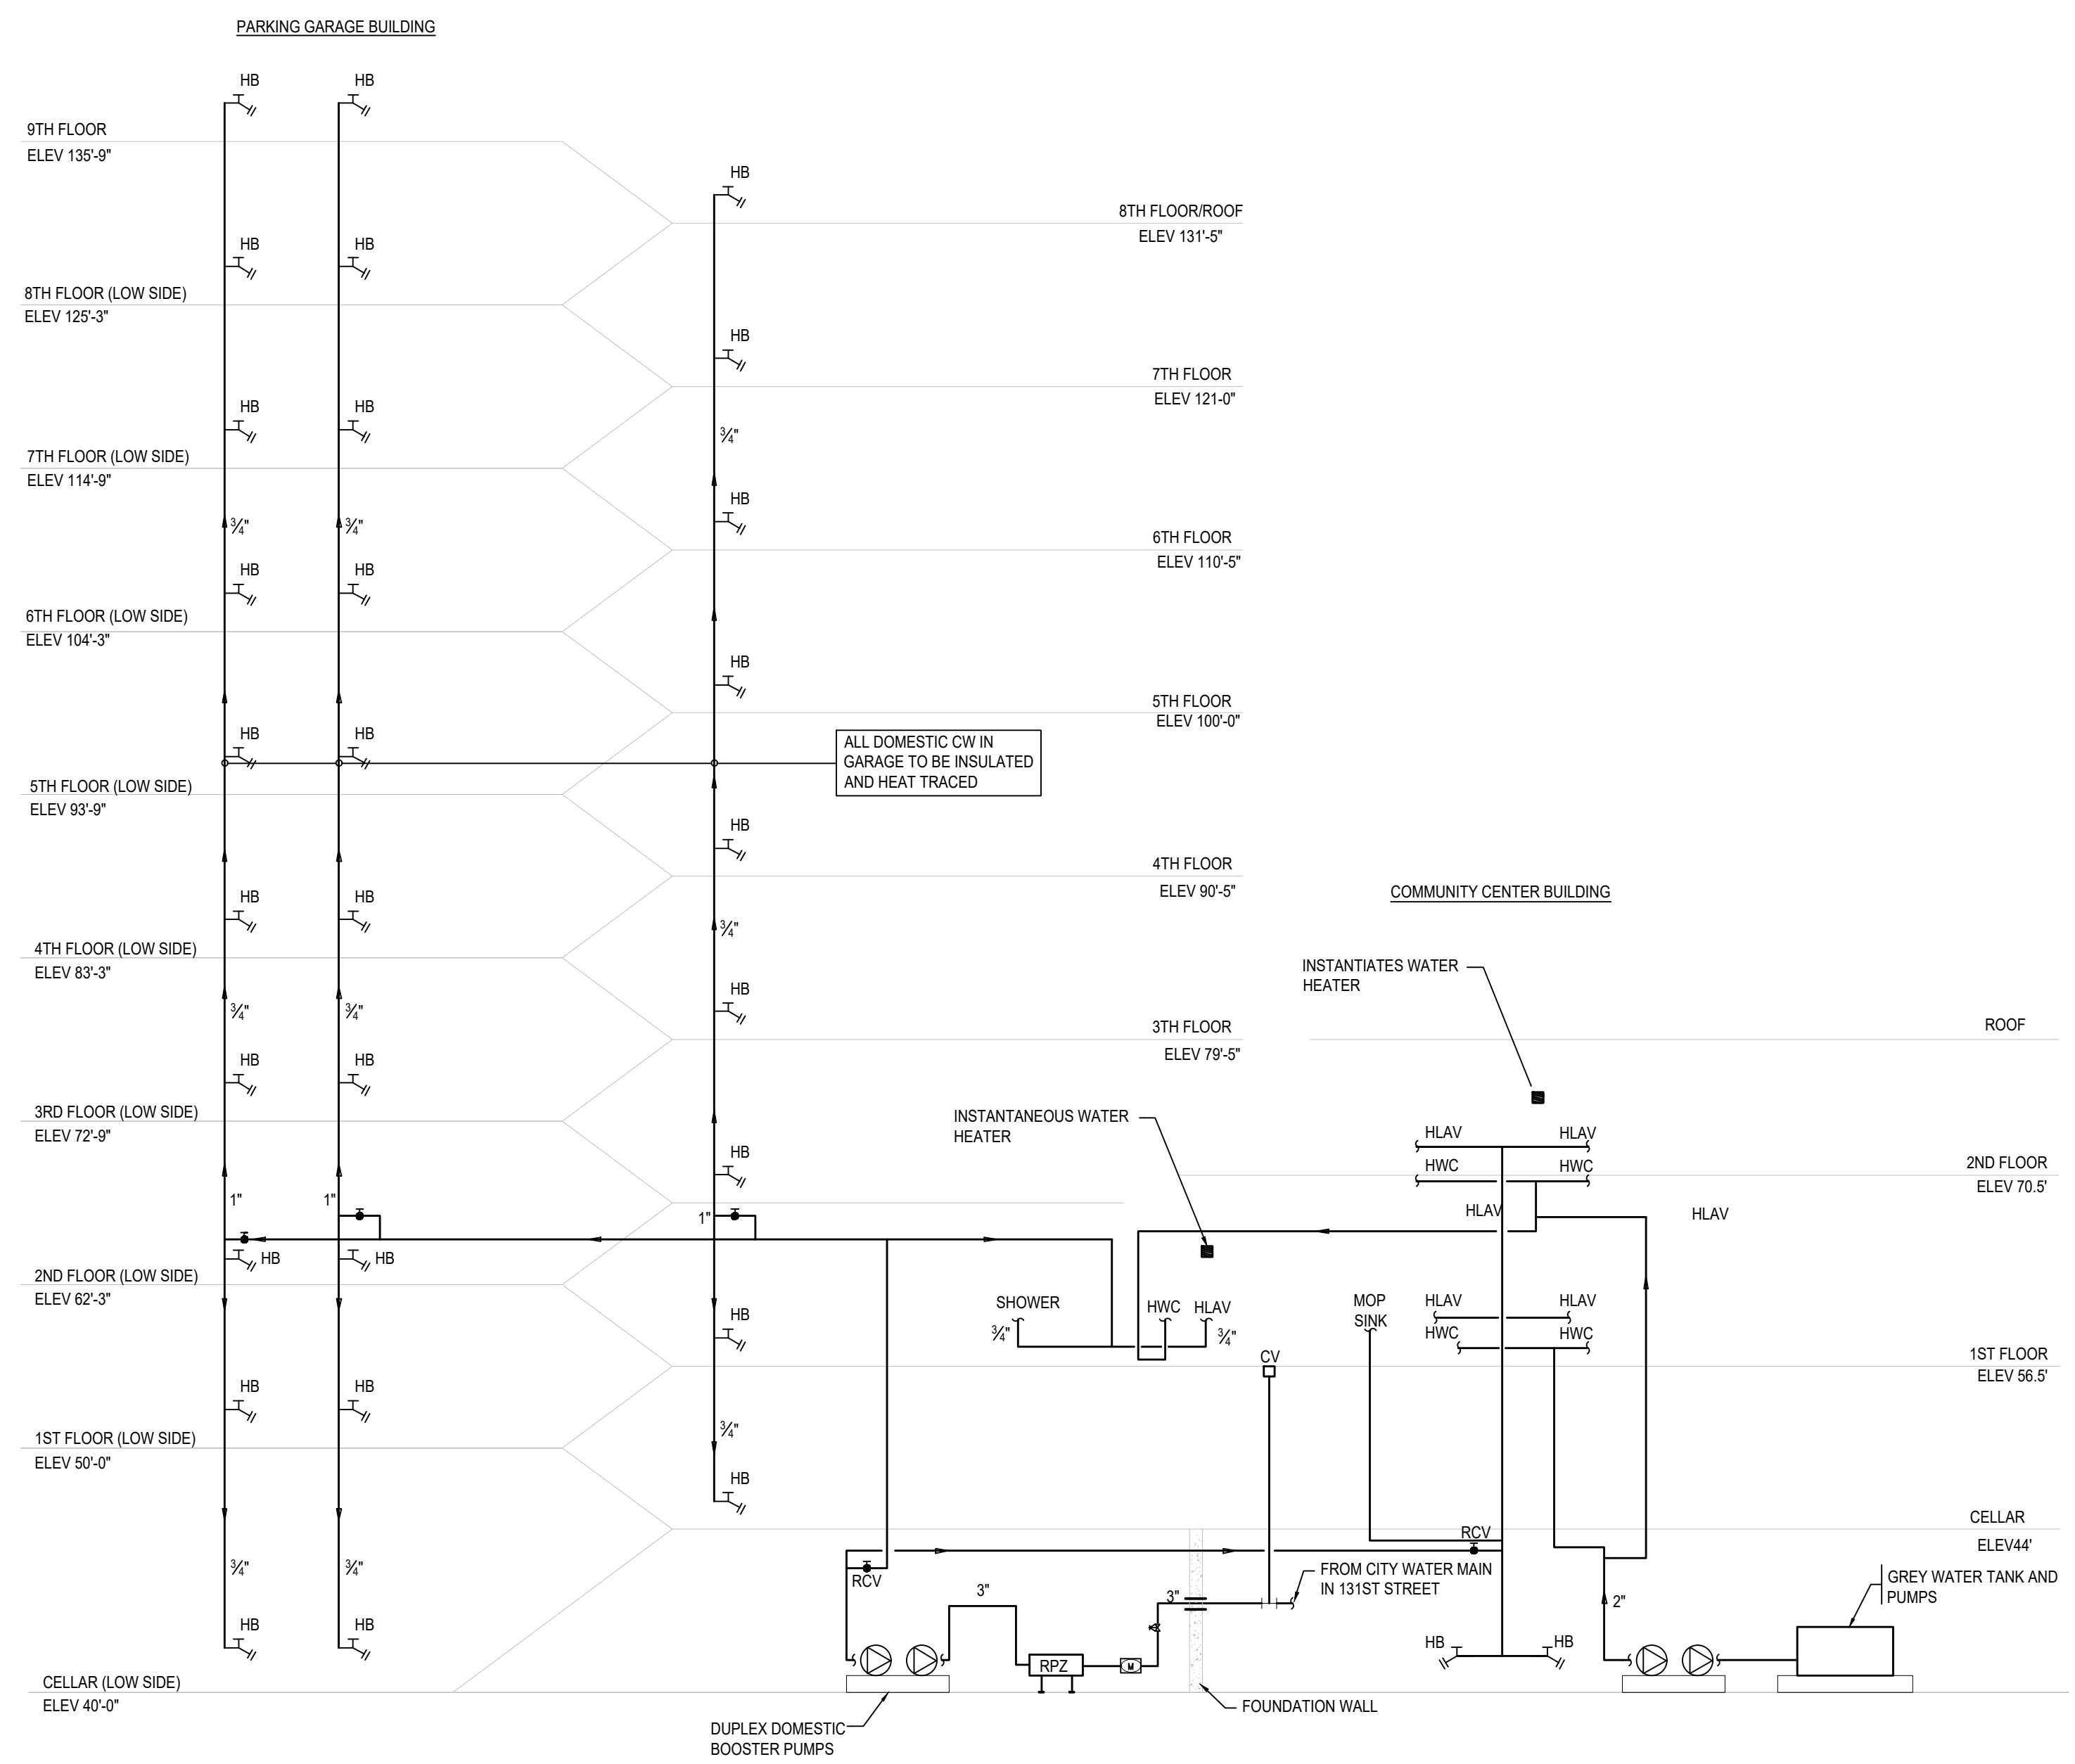 PARKING GARAGE BUILDING
HB
HB
9TH FLOOR
ELEV 135'-9"
HB
8TH FLOOR/ROOF
ELEV 131'-5"
HB
HB
8TH FLOOR (LOW SIDE)
ELEV 125'-3"
HB
7TH FLOOR
ELEV 121-0"
HB
HB
3/4"
7TH FLOOR (LOW SIDE)
ELEV 114'-9"
HB
3/4"
3/4"
6TH FLOOR
ELEV 110'-5"
HB
HB
6TH FLOOR (LOW SIDE)
ELEV 104'-3"
HB
5TH FLOOR
ELEV 100'-0"
HB
HB
ALL DOMESTIC CW IN
GARAGE TO BE INSULATED
AND HEAT TRACED
5TH FLOOR (LOW SIDE)
ELEV 93'-9"
HB
4TH FLOOR
ELEV 90'-5"
COMMUNITY CENTER BUILDING
HB
HB
3/4"
4TH FLOOR (LOW SIDE)
ELEV 83'-3"
INSTANTIATES WATER
HEATER
HB
3/4"
3/4"
3TH FLOOR
ELEV 79'-5"
ROOF
HB
HB
3RD FLOOR (LOW SIDE)
ELEV 72'-9"
INSTANTANEOUS WATER
HEATER
HLAV
HLAV
HB
HWC
HWC
2ND FLOOR
ELEV 70.5'
1"
1"
1"
HLAV
HLAV
HB
HB
2ND FLOOR (LOW SIDE)
ELEV 62'-3"
SHOWER
3/4"
HWC
HLAV
3/4"
MOP
SINK
HLAV
HLAV
HWC
HWC
HB
CV
1ST FLOOR
ELEV 56.5'
HB
HB
3/4"
1ST FLOOR (LOW SIDE)
ELEV 50'-0"
HB
CELLAR
ELEV44'
RCV
RCV
3/4"
3/4"
3"
3"
FROM CITY WATER MAIN
IN 131ST STREET
GREY WATER TANK AND
PUMPS
2"
HB
HB
HB
HB
RPZ
M
CELLAR (LOW SIDE)
ELEV 40'-0"
FOUNDATION WALL
DUPLEX DOMESTIC
BOOSTER PUMPS